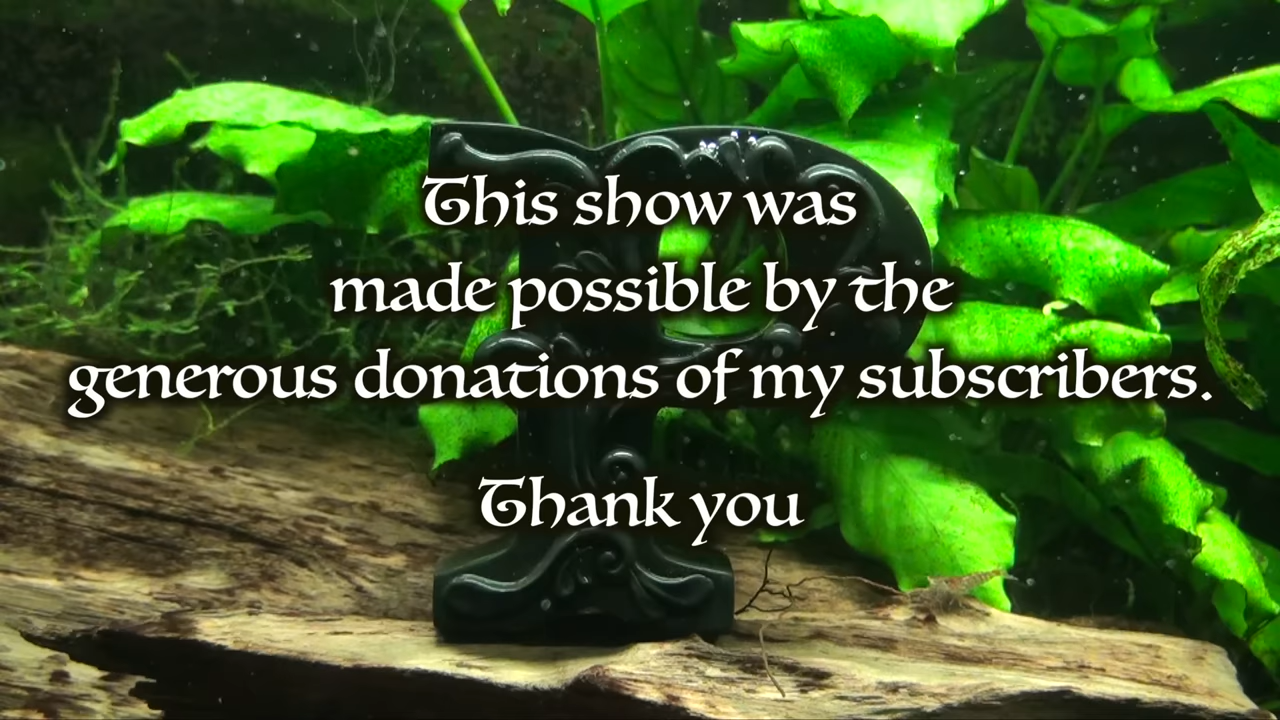 This show was
made possible by the
generous donations of my subscribers.
Thank you
P